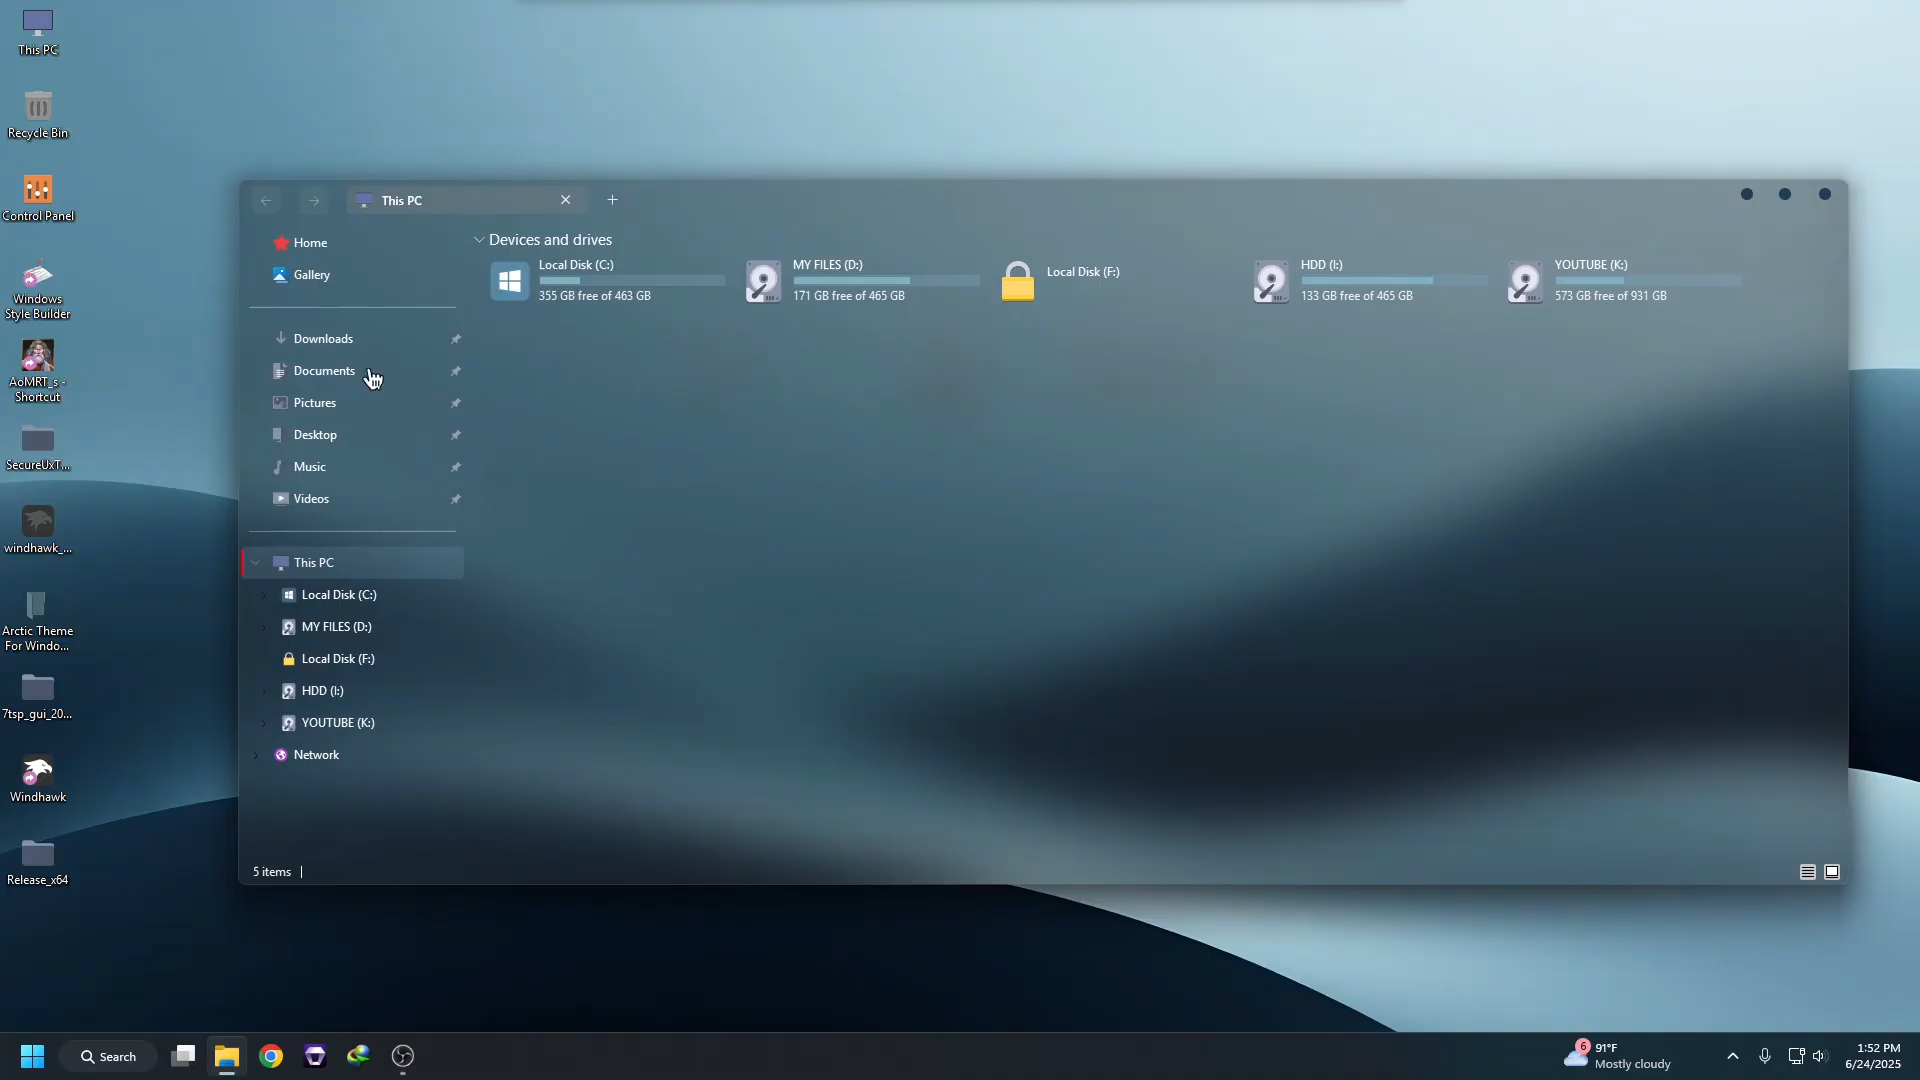 This PC
Recycle Bin
Control Panel
Windows
Style Builder
AoMRT_s -
Shortcut
SecureUxT...
windhawk_...
Arctic Theme
For Windo...
7tsp_gui_20...
Windhawk
Release_x64
This PC
Home
Gallery
Downloads
Documents
Pictures
Desktop
Music
Videos
This PC
Local Disk (C:)
MY FILES (D:)
Local Disk (F:)
HDD (I:)
YOUTUBE (K:)
Network
Devices and drives
Local Disk (C:)
355 GB free of 463 GB
MY FILES (D:)
171 GB free of 465 GB
Local Disk (F:)
HDD (I:)
133 GB free of 465 GB
YOUTUBE (K:)
573 GB free of 931 GB
5 items
Search
6
91°F
Mostly cloudy
1:52 PM
6/24/2025